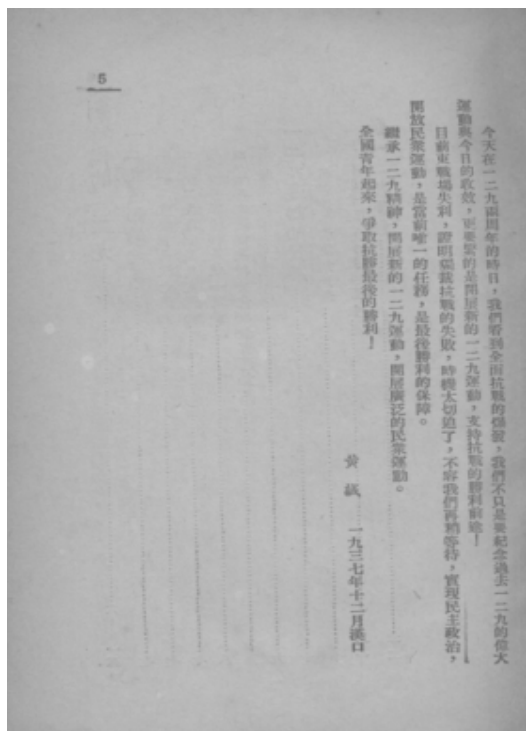 今天在一二九兩周年的時日，我們看到全面抗戰的爆發，我們不只是要紀念過去一二九的偉大
運動與今日的收效，更要緊的是開展新的一二九運動，支持抗戰的勝利前途！
目前東戰場失利，證明片面抗戰的失敗，時機太切迫了，不容我們再稍等待，實現民主政治，
開放民衆運動，是當前唯一的任務，是最後勝利的保障。
繼承一二九精神，開展新的一二九運動，開展廣泛的民衆運動。
全國青年起來，爭取抗戰最後的勝利！
黃 一九三七年十二月漢口
5